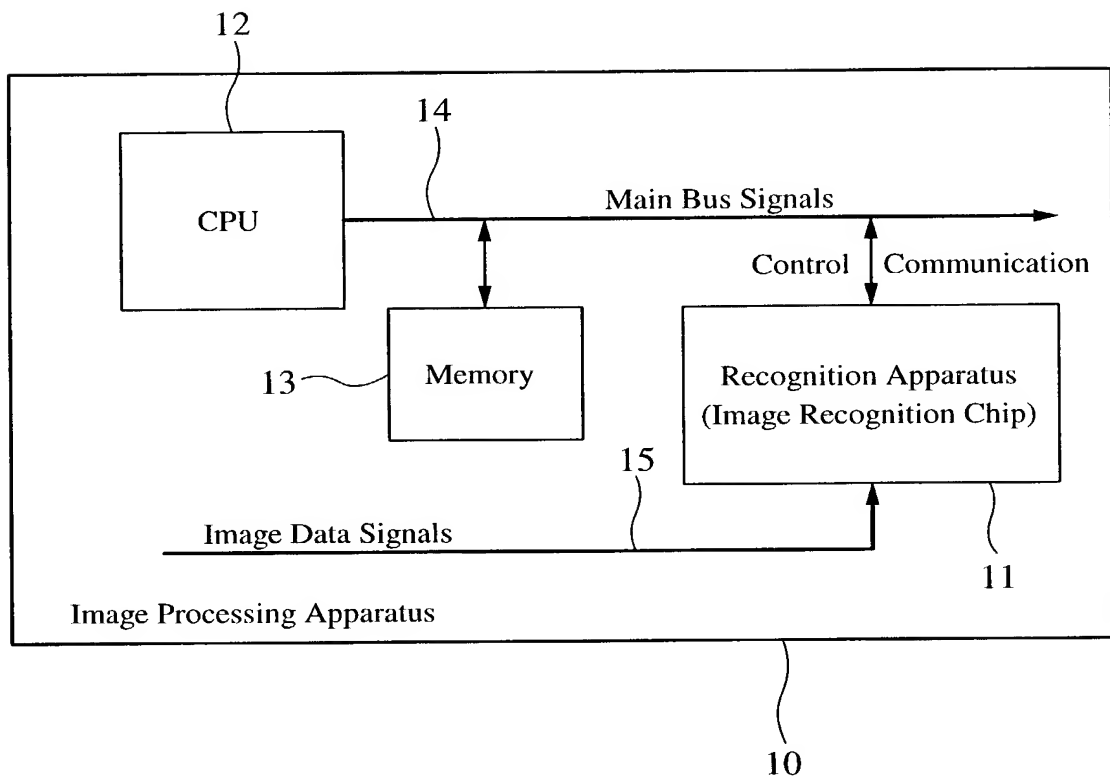 12
14
Main Bus Signals
CPU
Control Communication
Memory
13
Recognition Apparatus
(Image Recognition Chip)
15
Image Data Signals
11
Image Processing Apparatus
10